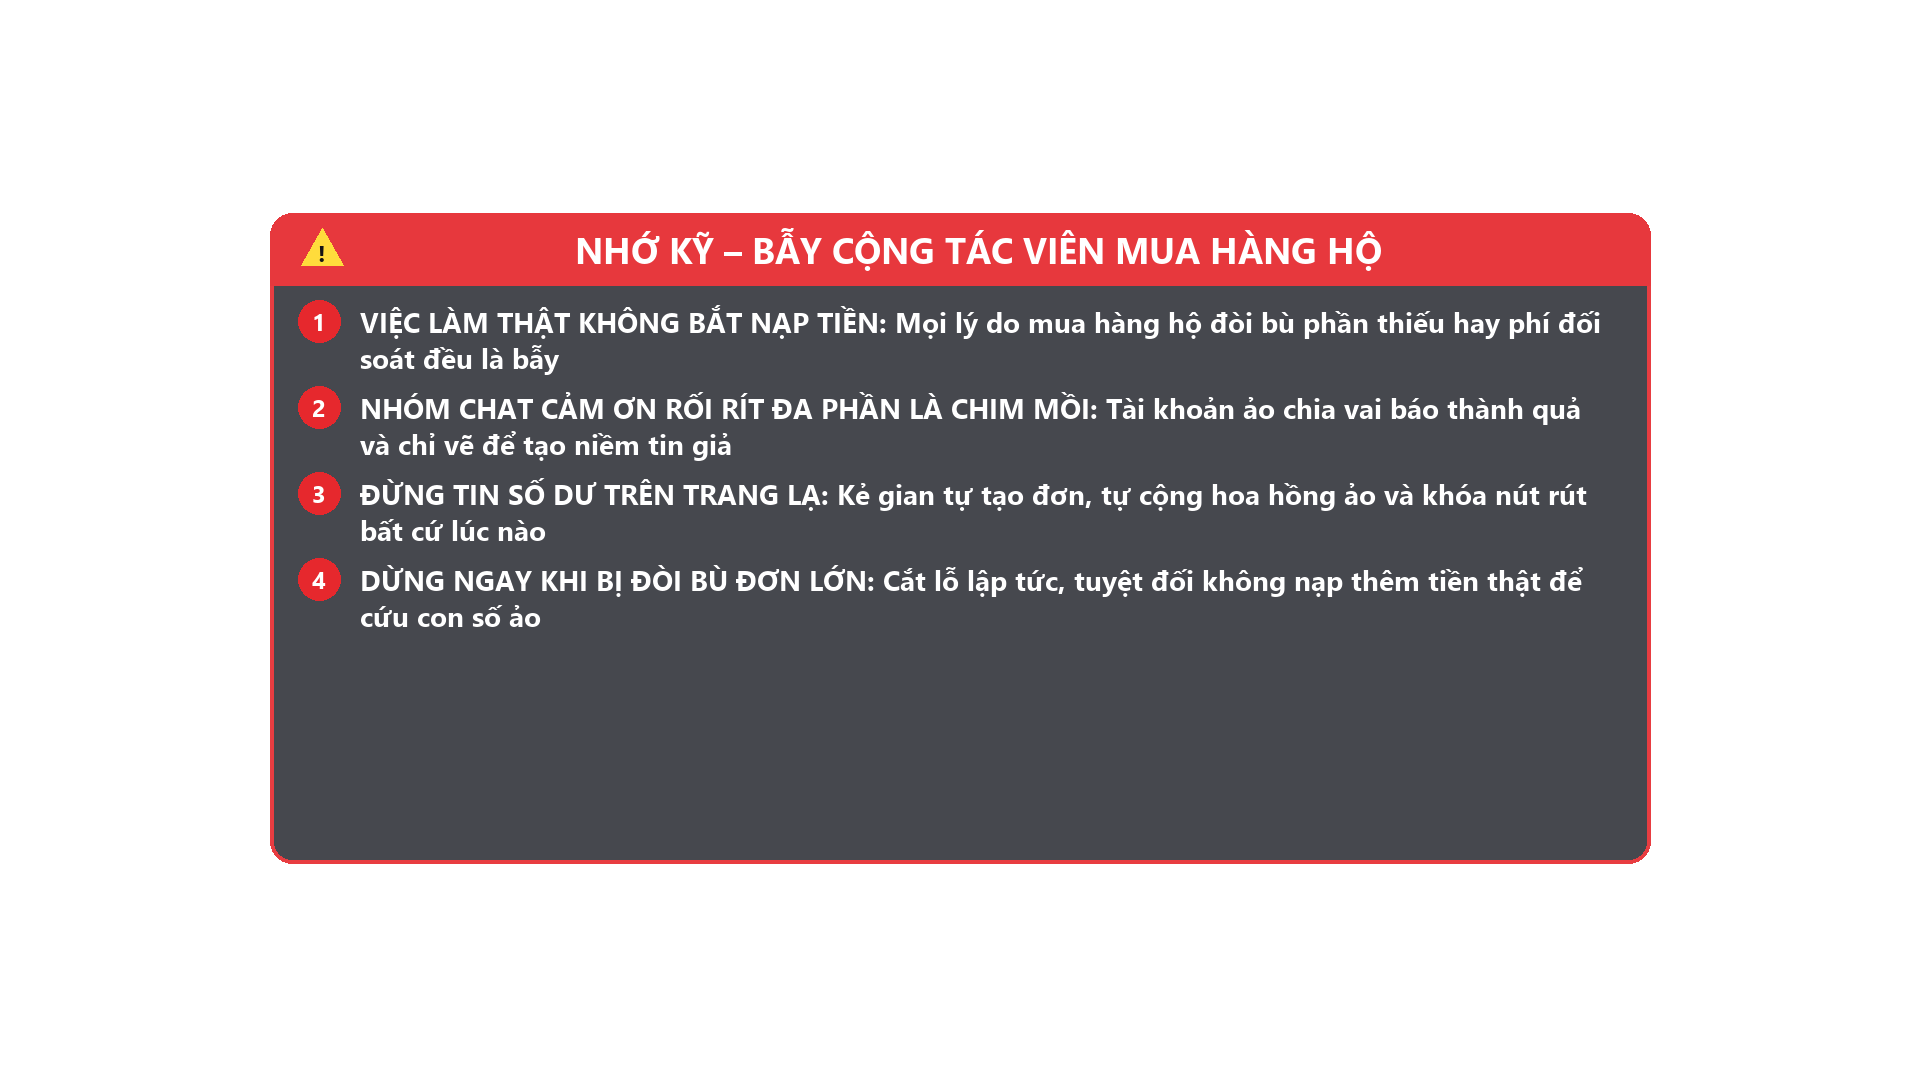 !
NHỚ KỸ – BẪY CỘNG TÁC VIÊN MUA HÀNG HỘ
1 VIỆC LÀM THẬT KHÔNG BẮT NẠP TIỀN: Mọi lý do mua hàng hộ đòi bù phần thiếu hay phí đối
soát đều là bẫy
2 NHÓM CHAT CẢM ƠN RỐI RÍT ĐA PHẦN LÀ CHIM MỒI: Tài khoản ảo chia vai báo thành quả
và chỉ vẽ để tạo niềm tin giả
3 ĐỪNG TIN SỐ DƯ TRÊN TRANG LẠ: Kẻ gian tự tạo đơn, tự cộng hoa hồng ảo và khóa nút rút
bất cứ lúc nào
4 DỪNG NGAY KHI BỊ ĐÒI BÙ ĐƠN LỚN: Cắt lỗ lập tức, tuyệt đối không nạp thêm tiền thật để
cứu con số ảo